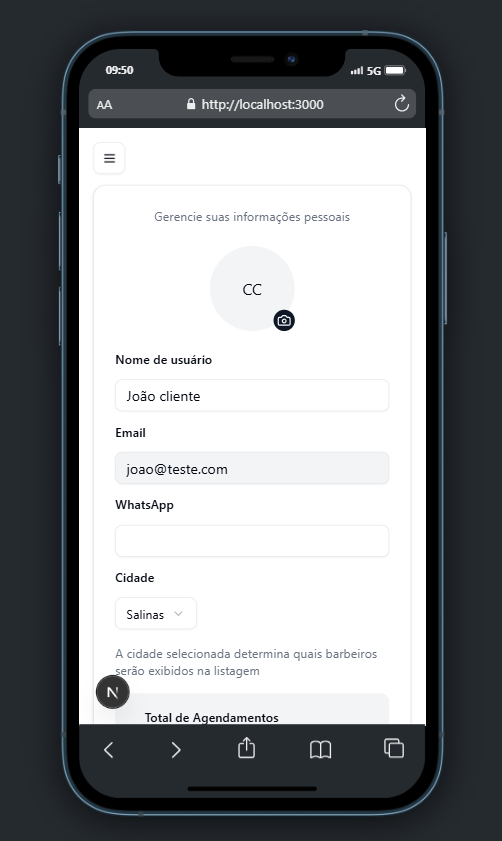 09:50
5G
AA
http://localhost:3000
Gerencie suas informações pessoais
CC
Nome de usuário
João cliente
Email
joao@teste.com
WhatsApp
Cidade
Salinas
A cidade selecionada determina quais barbeiros
serão exibidos na listagem
N
Total de Agendamentos